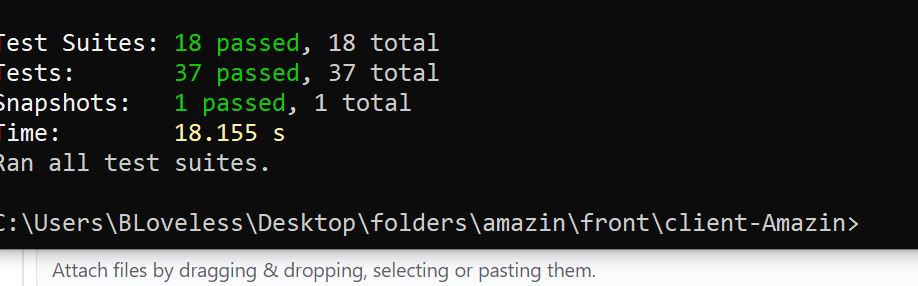 Test Suites: 18 passed, 18 total
Tests: 37 passed, 37 total
Snapshots: 1 passed, 1 total
Time: 18.155 s
Ran all test suites.
C:\Users\BLoveless\Desktop\folders\amazin\front\client-Amazin>
Attach files by dragging & dropping, selecting or pasting them.